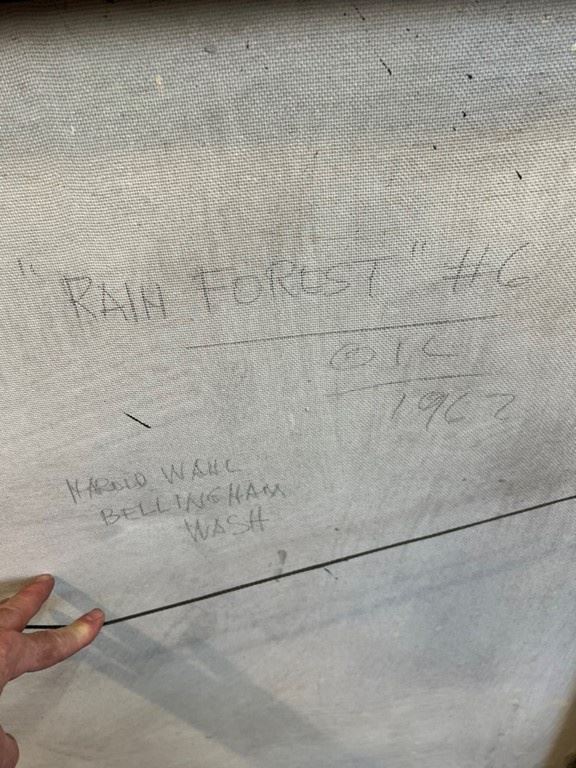 "RAIN FOREST" #6
OIL
1962
HAROLD WAHL
BELLINGHAM
WASH